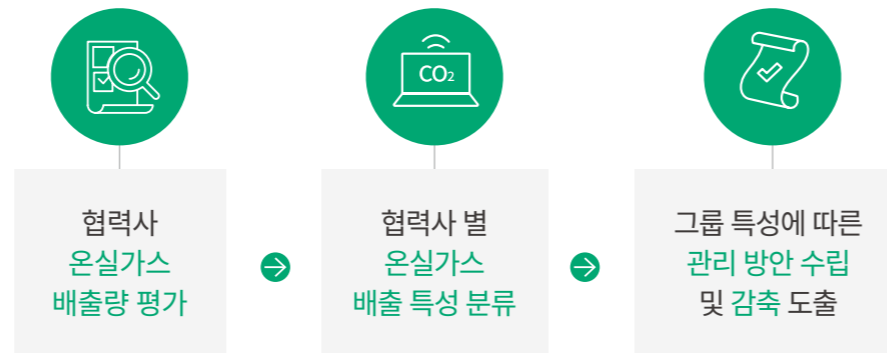 CO₂
협력사
온실가스
배출량 평가
협력사 별
온실가스
배출 특성 분류
그룹 특성에 따른
관리 방안 수립
및 감축 도출